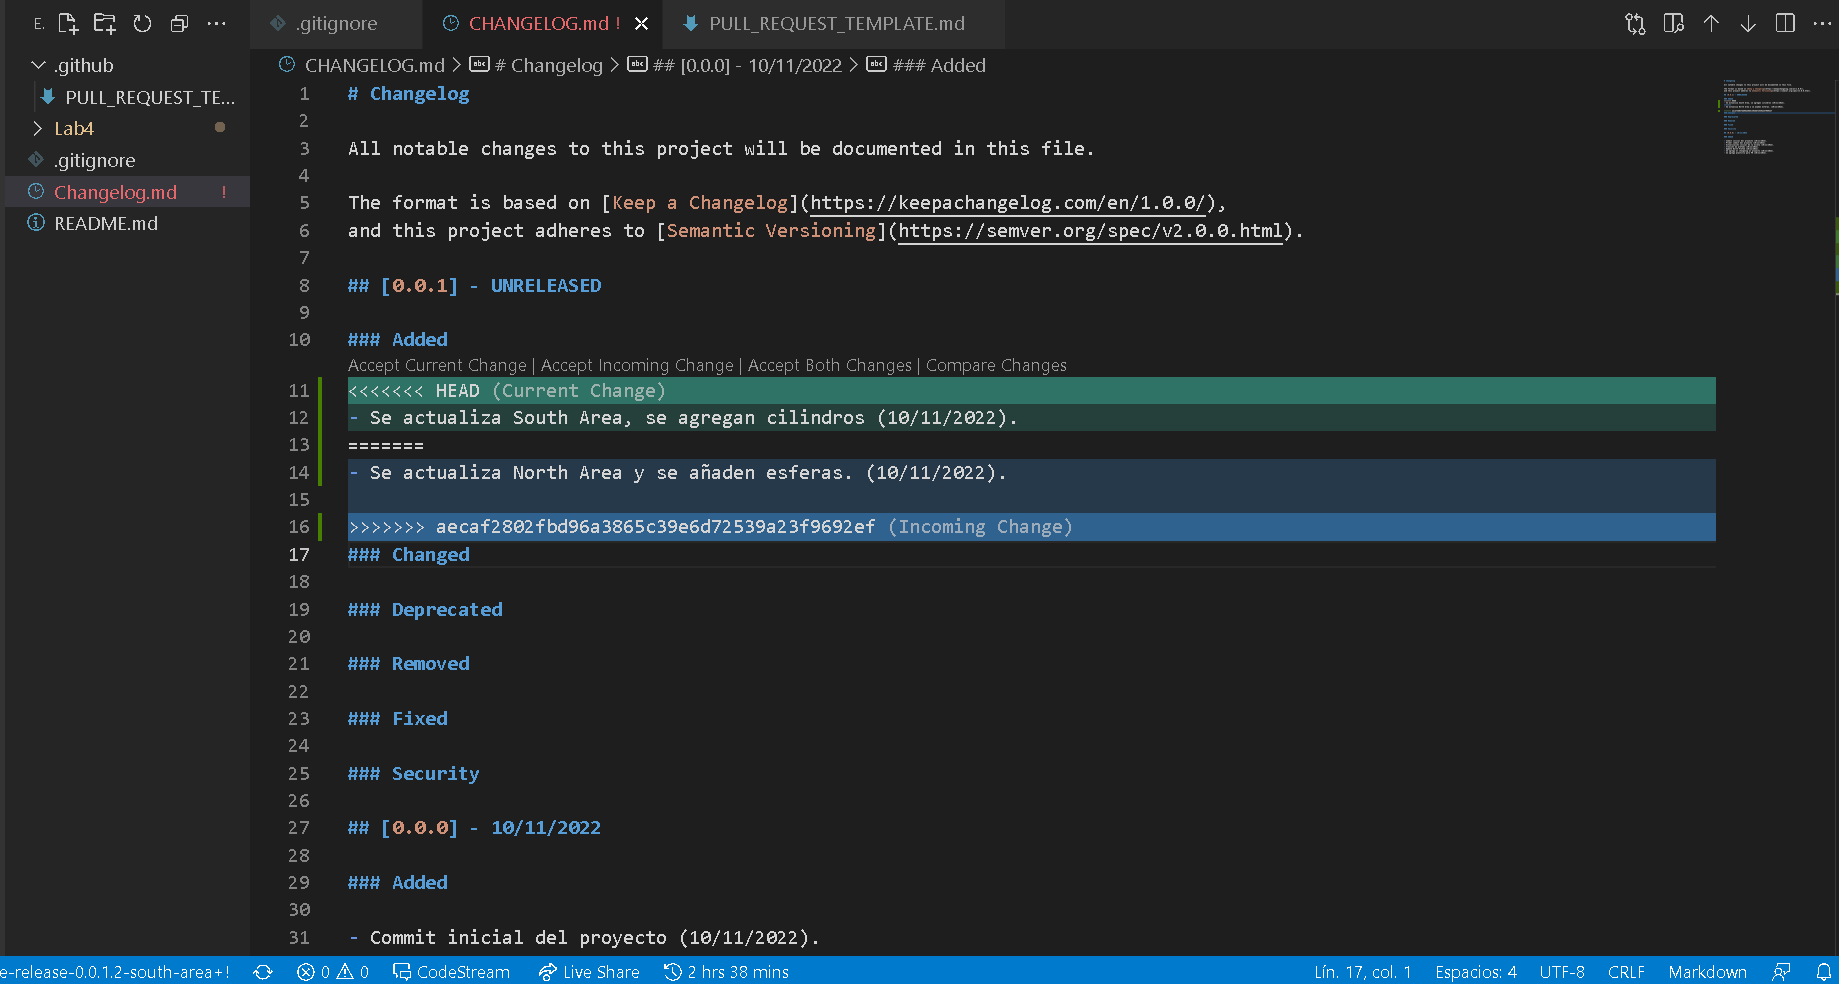 E.
.gitignore
CHANGELOG.md !
PULL_REQUEST_TEMPLATE.md
.github
PULL_REQUEST_TE...
Lab4
.gitignore
Changelog.md !
README.md
CHANGELOG.md > # Changelog > ## [0.0.0] - 10/11/2022 > ### Added
1 # Changelog
2
3 All notable changes to this project will be documented in this file.
4
5 The format is based on [Keep a Changelog](https://keepachangelog.com/en/1.0.0/),
6 and this project adheres to [Semantic Versioning](https://semver.org/spec/v2.0.0.html).
7
8 ## [0.0.1] - UNRELEASED
9
10 ### Added
Accept Current Change | Accept Incoming Change | Accept Both Changes | Compare Changes
11 <<<<<<< HEAD (Current Change)
12 - Se actualiza South Area, se agregan cilindros (10/11/2022).
13 =======
14 - Se actualiza North Area y se añaden esferas. (10/11/2022).
15
16 >>>>>>> aecaf2802fbd96a3865c39e6d72539a23f9692ef (Incoming Change)
17 ### Changed
18
19 ### Deprecated
20
21 ### Removed
22
23 ### Fixed
24
25 ### Security
26
27 ## [0.0.0] - 10/11/2022
28
29 ### Added
30
31 - Commit inicial del proyecto (10/11/2022).
e-release-0.0.1.2-south-area+! 0 0 CodeStream Live Share 2 hrs 38 mins Lín. 17, col. 1 Espacios: 4 UTF-8 CRLF Markdown